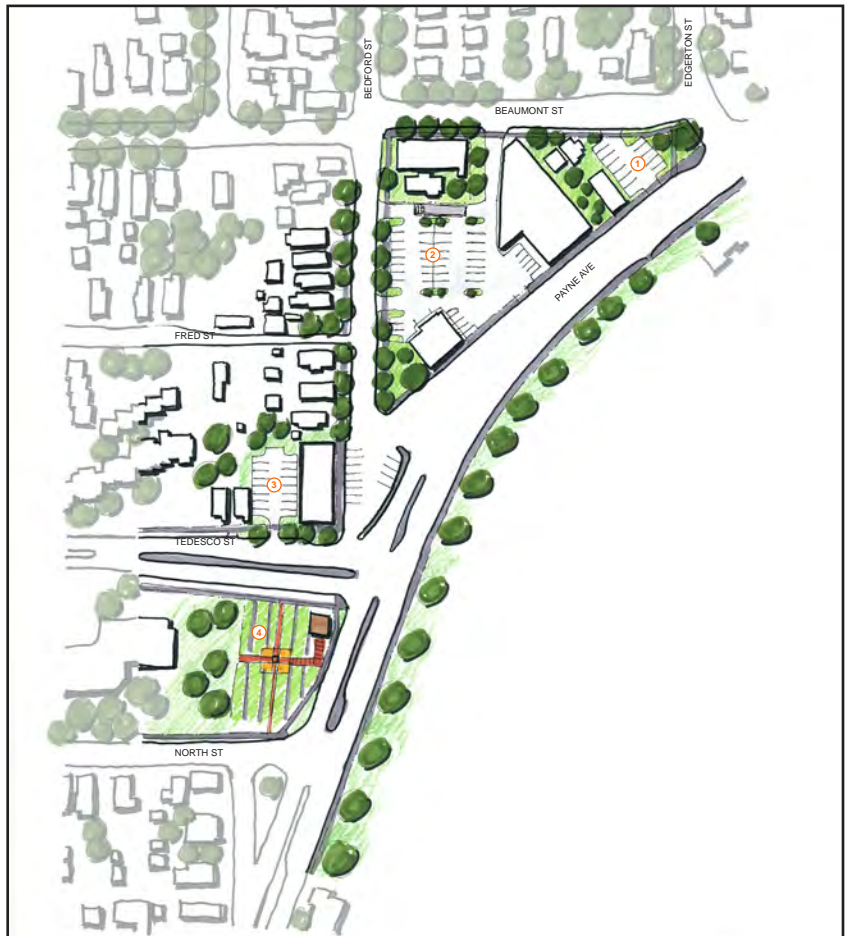 BEDFORD ST
EDGERTON ST
BEAUMONT ST
1
2
PAYNE AVE
FRED ST
3
TEDESCO ST
4
NORTH ST